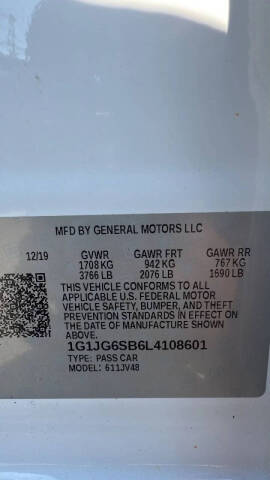 MFD BY GENERAL MOTORS LLC
12/19 GVWR GAWR FRT GAWR RR
1708 KG 942 KG 767 KG
3766 LB 2076 LB 1690 LB
THIS VEHICLE CONFORMS TO ALL
APPLICABLE U.S. FEDERAL MOTOR
VEHICLE SAFETY, BUMPER, AND THEFT
PREVENTION STANDARDS IN EFFECT ON
THE DATE OF MANUFACTURE SHOWN
ABOVE.
1G1JG6SB6L4108601
TYPE: PASS CAR
MODEL: 611JV48